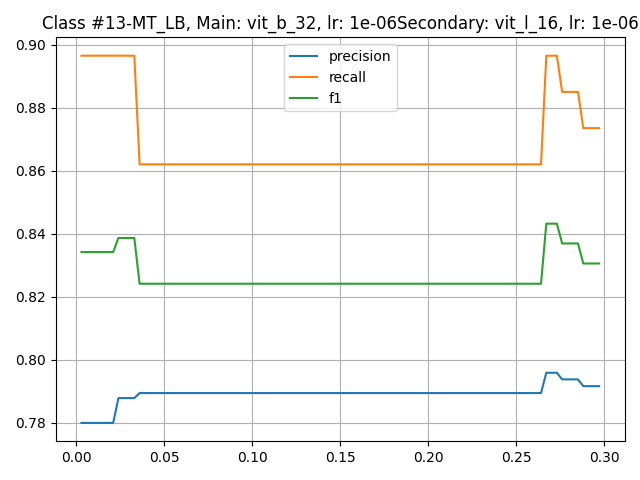 Class #13-MT_LB, Main: vit_b_32, lr: 1e-06Secondary: vit_l_16, lr: 1e-06
precision
recall
f1
0.90
0.88
0.86
0.84
0.82
0.80
0.78
0.00 0.05 0.10 0.15 0.20 0.25 0.30